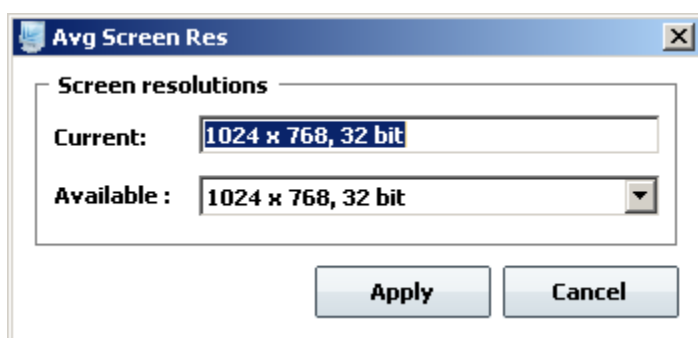 Avg Screen Res
Screen resolutions
Current: 1024 x 768, 32 bit
Available : 1024 x 768, 32 bit
Apply Cancel